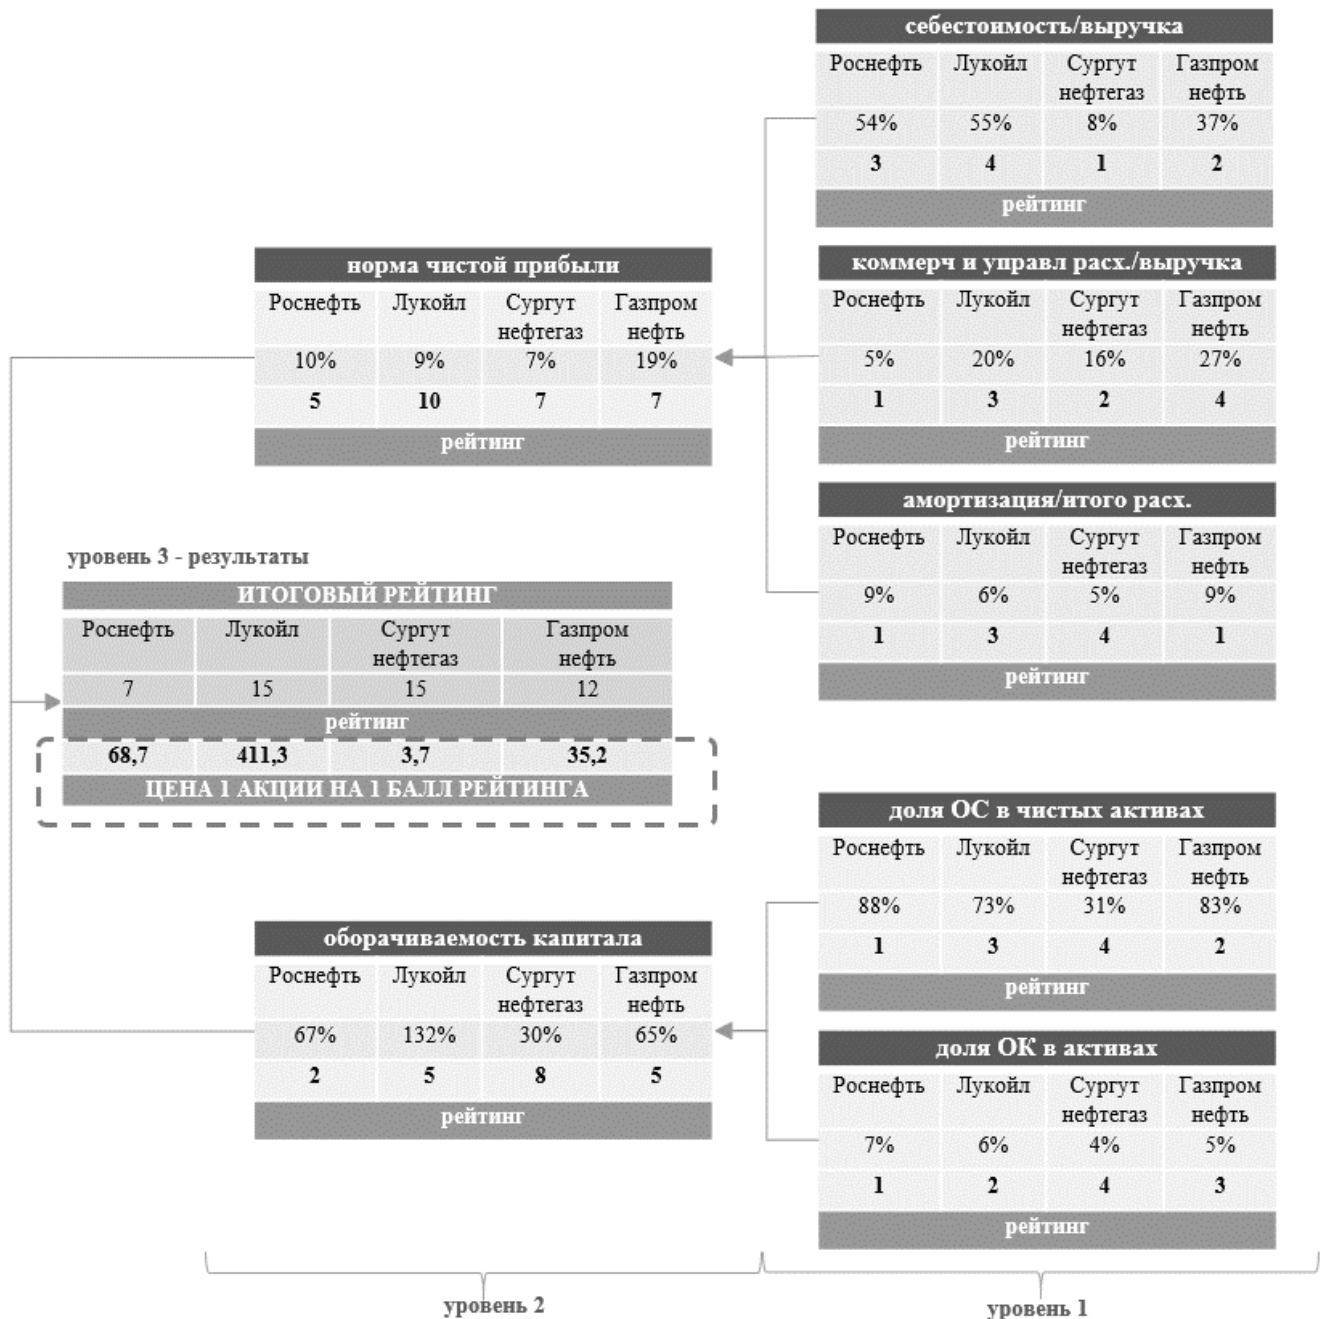 себестоимость/выручка
Роснефть Лукойл Сургут Газпром
нефтегаз нефть
54% 55% 8% 37%
3 4 1 2
рейтинг
норма чистой прибыли
Роснефть Лукойл Сургут Газпром
нефтегаз нефть
10% 9% 7% 19%
5 10 7 7
рейтинг
коммерч и управл расх./выручка
Роснефть Лукойл Сургут Газпром
нефтегаз нефть
5% 20% 16% 27%
1 3 2 4
рейтинг
амортизация/итого расх.
Роснефть Лукойл Сургут Газпром
нефтегаз нефть
9% 6% 5% 9%
1 3 4 1
рейтинг
уровень 3 - результаты
ИТОГОВЫЙ РЕЙТИНГ
Роснефть Лукойл Сургут Газпром
нефтегаз нефть
7 15 15 12
рейтинг
68,7 411,3 3,7 35,2
ЦЕНА 1 АКЦИИ НА 1 БАЛЛ РЕЙТИНГА
доля ОС в чистых активах
Роснефть Лукойл Сургут Газпром
нефтегаз нефть
88% 73% 31% 83%
1 3 4 2
рейтинг
оборачиваемость капитала
Роснефть Лукойл Сургут Газпром
нефтегаз нефть
67% 132% 30% 65%
2 5 8 5
рейтинг
доля ОК в активах
Роснефть Лукойл Сургут Газпром
нефтегаз нефть
7% 6% 4% 5%
1 2 4 3
рейтинг
уровень 2
уровень 1